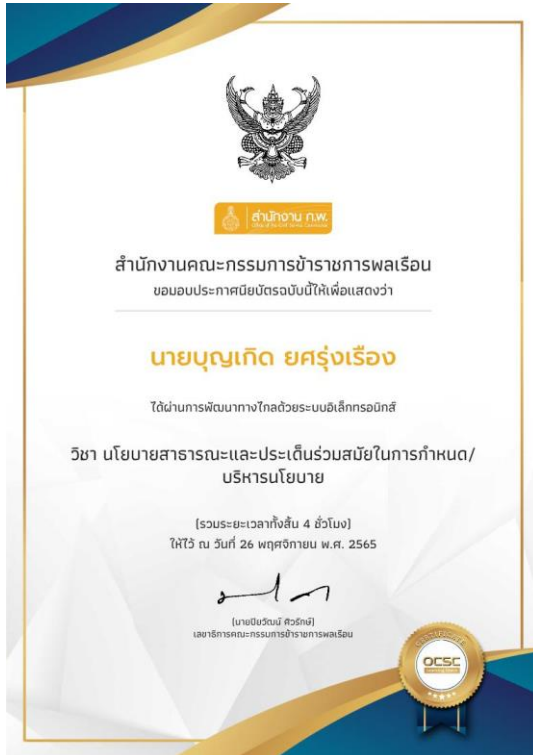 สำนักงาน ก.พ.
Office of the Civil Service Commission
สำนักงานคณะกรรมการข้าราชการพลเรือน
ขอมอบประกาศนียบัตรฉบับนี้ให้เพื่อแสดงว่า
นายบุญเกิด ยศรุ่งเรือง
ได้ผ่านการพัฒนาทางไกลด้วยระบบอิเล็กทรอนิกส์
วิชา นโยบายสาธารณะและประเด็นร่วมสมัยในการกำหนด/
บริหารนโยบาย
(รวมระยะเวลาทั้งสิ้น 4 ชั่วโมง)
ให้ไว้ ณ วันที่ 26 พฤศจิกายน พ.ศ. 2565
(นายปิยวัฒน์ ศิวรักษ์)
เลขาธิการคณะกรรมการข้าราชการพลเรือน
CERTIFICATE
OCSC